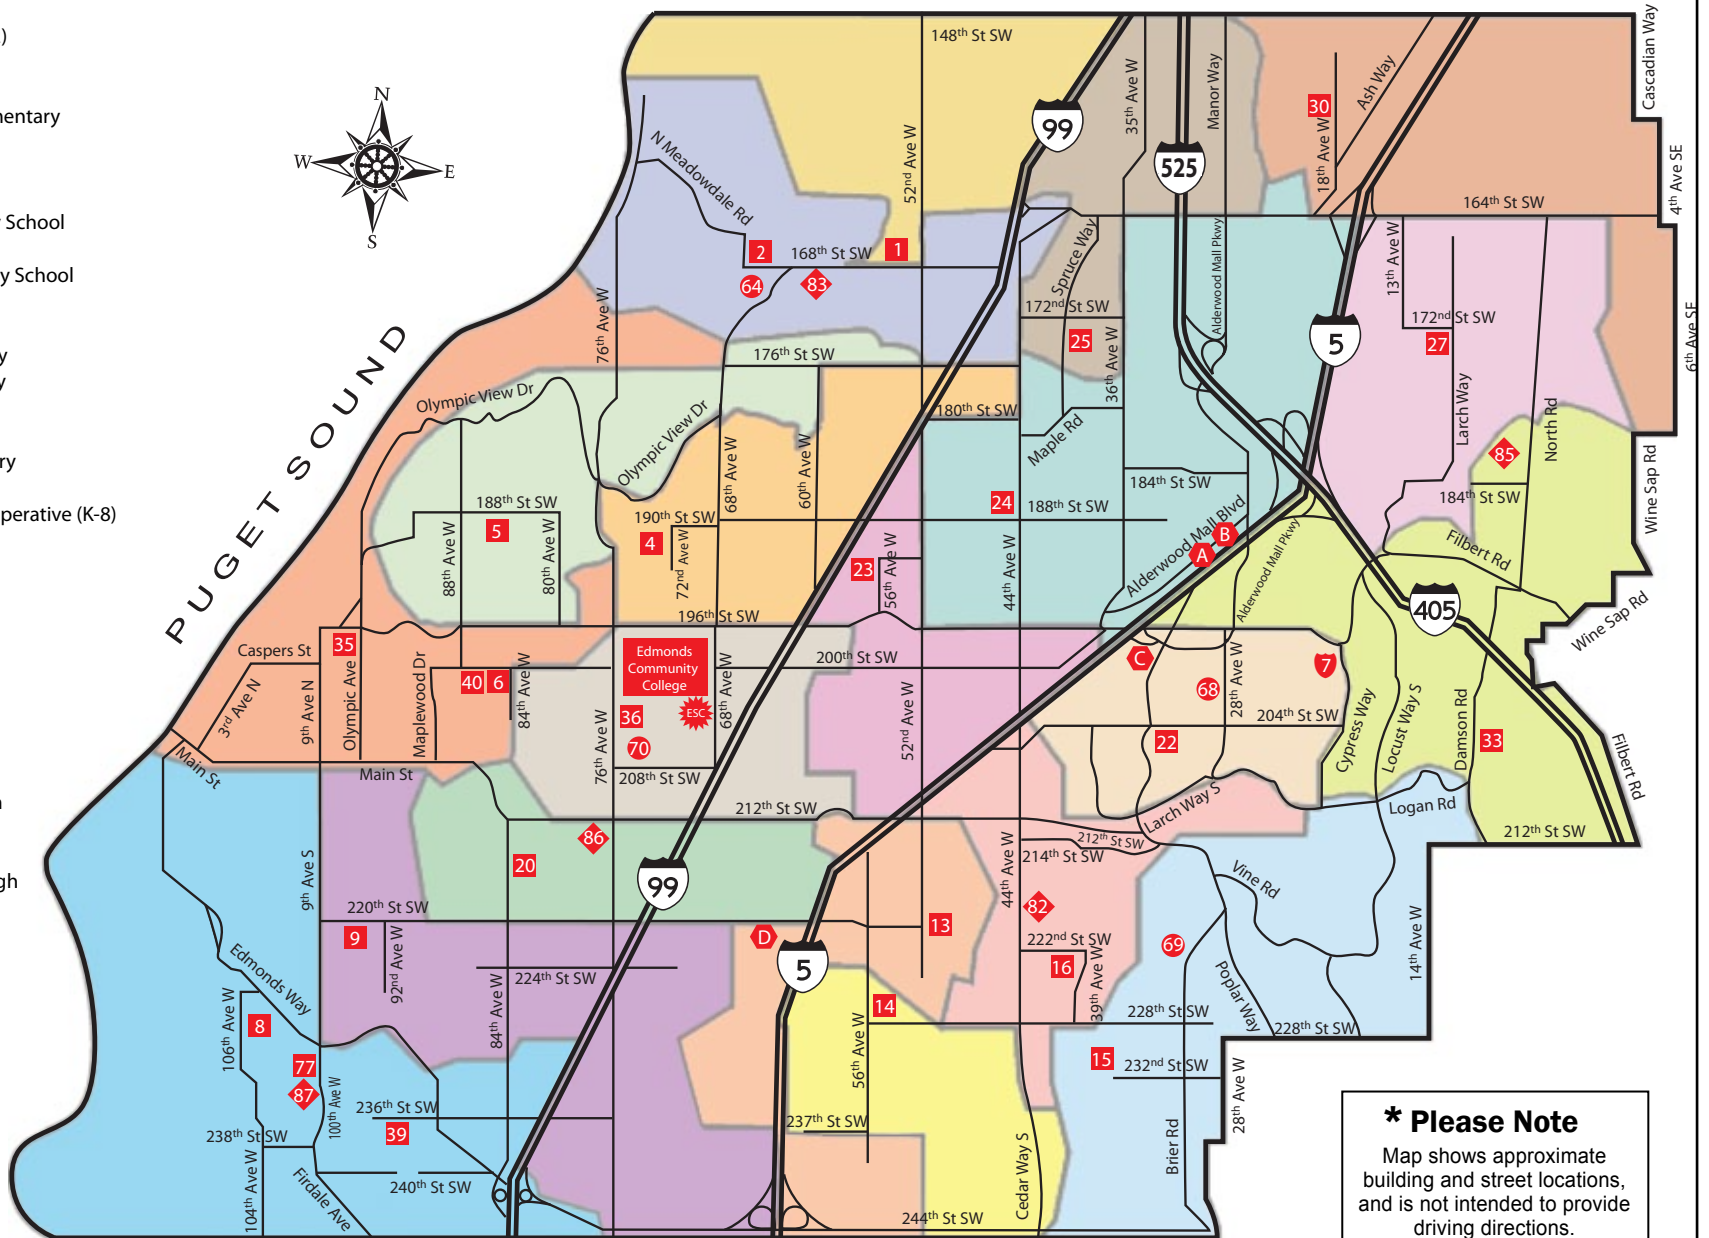 )
nentary
y School
y School
y
y
ry
perative (K-8)
n
gh
N
W
E
S
PUGET SOUND
148th St SW
Cascadian Way
4th Ave SE
6th Ave SE
99
525
35th Ave W
Manor Way
30
Ash Way
18th Ave W
52nd Ave W
N Meadowdale Rd
164th St SW
2
168th St SW
1
64
83
Spruce Way
Alderwood Mall Pkwy
13th Ave W
76th Ave W
172nd St SW
25
36th Ave W
5
172nd St SW
27
Larch Way
North Rd
176th St SW
Olympic View Dr
Olympic View Dr
180th St SW
Maple Rd
68th Ave W
60th Ave W
85
Wine Sap Rd
184th St SW
184th St SW
188th St SW
5
88th Ave W
80th Ave W
190th St SW
4
72nd Ave W
24
188th St SW
44th Ave W
Alderwood Mall Blvd
A
B
Alderwood Mall Pkwy
Filbert Rd
23
56th Ave W
405
Wine Sap Rd
196th St SW
Caspers St
35
Edmonds
Community
College
200th St SW
C
68
28th Ave W
7
3rd Ave N
9th Ave N
Olympic Ave
Maplewood Dr
40
6
84th Ave W
36
ESC
68th Ave W
70
76th Ave W
52nd Ave W
204th St SW
22
Cypress Way
Locust Way S
Damson Rd
33
Filbert Rd
Main St
Main St
208th St SW
212th St SW
Larch Way S
Logan Rd
212th St SW
86
20
99
9th Ave S
212th St SW
214th St SW
44th Ave W
82
Vine Rd
220th St SW
9
92nd Ave W
D
5
13
222nd St SW
16
39th Ave W
69
14th Ave W
Edmonds Way
224th St SW
84th Ave W
14
Poplar Way
106th Ave W
8
56th Ave W
228th St SW
228th St SW
77
87
100th Ave W
15
232nd St SW
28th Ave W
236th St SW
39
237th St SW
238th St SW
104th Ave W
Firdale Ave
240th St SW
Cedar Way S
Brier Rd
244th St SW
* Please Note
Map shows approximate
building and street locations,
and is not intended to provide
driving directions.